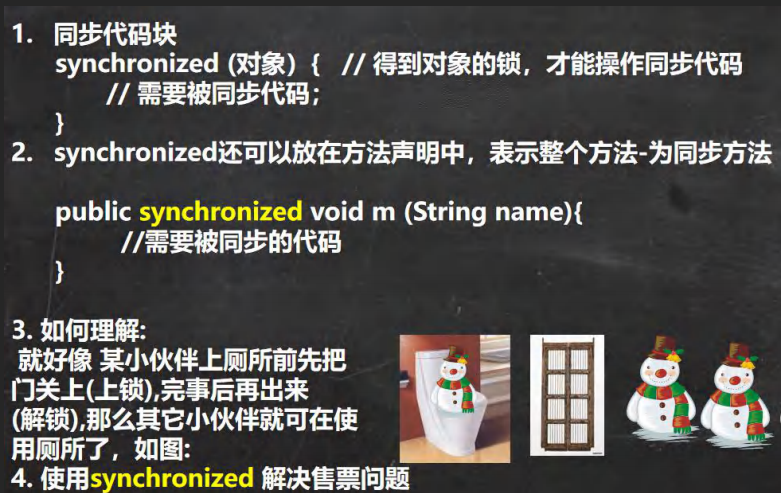 1. 同步代码块
synchronized (对象) { // 得到对象的锁，才能操作同步代码
// 需要被同步代码;
}
2. synchronized还可以放在方法声明中，表示整个方法-为同步方法
public synchronized void m (String name){
//需要被同步的代码
}
3. 如何理解:
就好像 某小伙伴上厕所前先把
门关上(上锁),完事后再出来
(解锁),那么其它小伙伴就可在使
用厕所了，如图:
4. 使用synchronized 解决售票问题